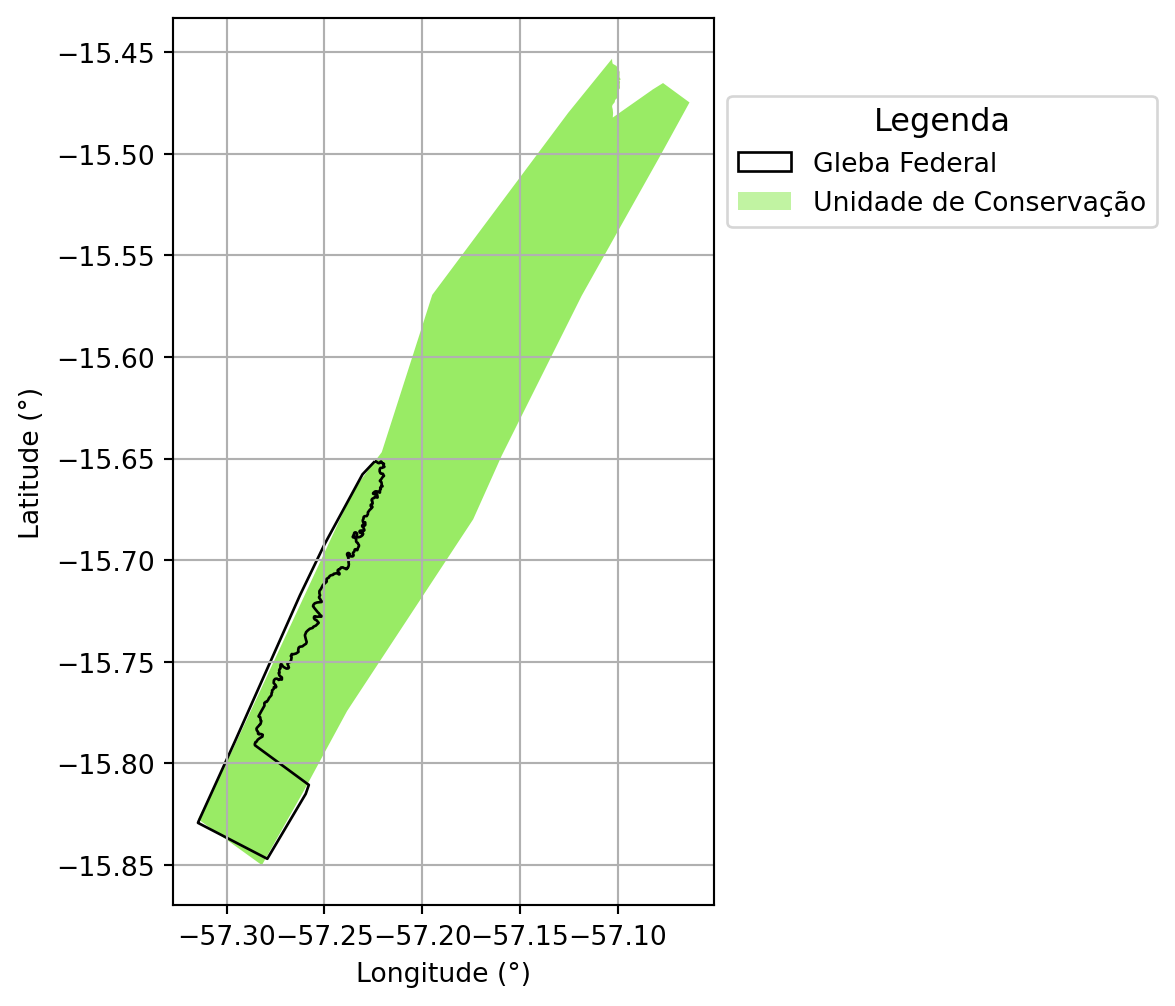 −15.45
−15.50
−15.55
−15.60
−15.65
−15.70
−15.75
−15.80
−15.85
Latitude (°)
−57.30−57.25−57.20−57.15−57.10
Longitude (°)
Legenda
Gleba Federal
Unidade de Conservação